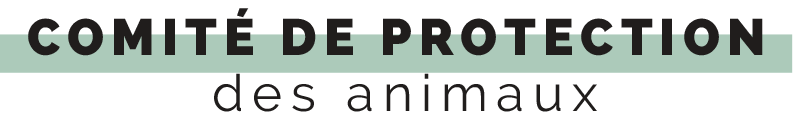 COMITÉ DE PROTECTION
des animaux